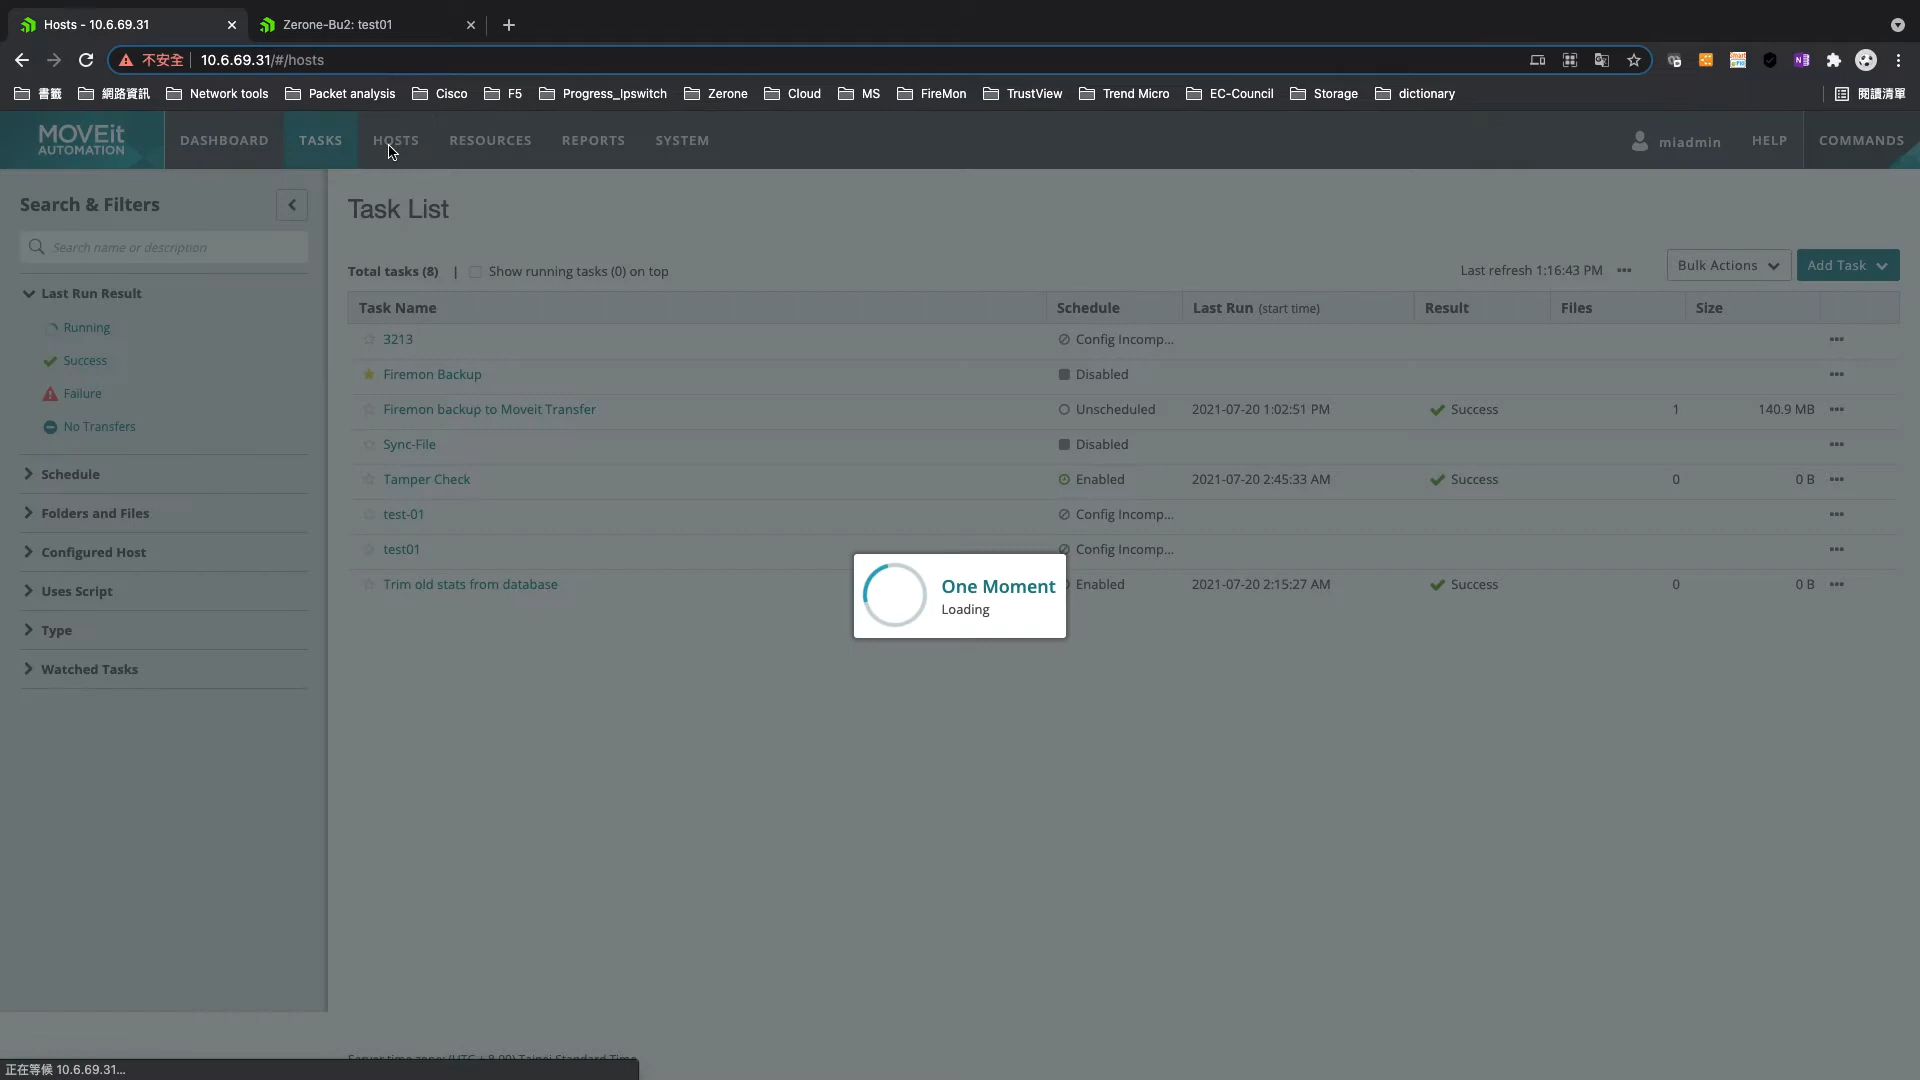 Hosts - 10.6.69.31
Zerone-Bu2: test01
不安全 10.6.69.31/#/hosts
書籤 網路資訊 Network tools Packet analysis Cisco F5 Progress_Ipswitch Zerone Cloud MS FireMon TrustView Trend Micro EC-Council Storage dictionary 閱讀清單
MOVEit
AUTOMATION
DASHBOARD TASKS HOSTS RESOURCES REPORTS SYSTEM miadmin HELP COMMANDS
Search & Filters
Search name or description
Last Run Result
Running
Success
Failure
No Transfers
Schedule
Folders and Files
Configured Host
Uses Script
Type
Watched Tasks
Task List
Total tasks (8) | Show running tasks (0) on top
Last refresh 1:16:43 PM ••• Bulk Actions Add Task
Task Name Schedule Last Run (start time) Result Files Size
3213 Config Incomp...
Firemon Backup Disabled
Firemon backup to Moveit Transfer Unscheduled 2021-07-20 1:02:51 PM Success 1 140.9 MB
Sync-File Disabled
Tamper Check Enabled 2021-07-20 2:45:33 AM Success 0 0 B
test-01 Config Incomp...
test01 Config Incomp...
Trim old stats from database Enabled 2021-07-20 2:15:27 AM Success 0 0 B
One Moment
Loading
Server time zone: (UTC + 8:00) Taipei Standard Time
正在等候 10.6.69.31...